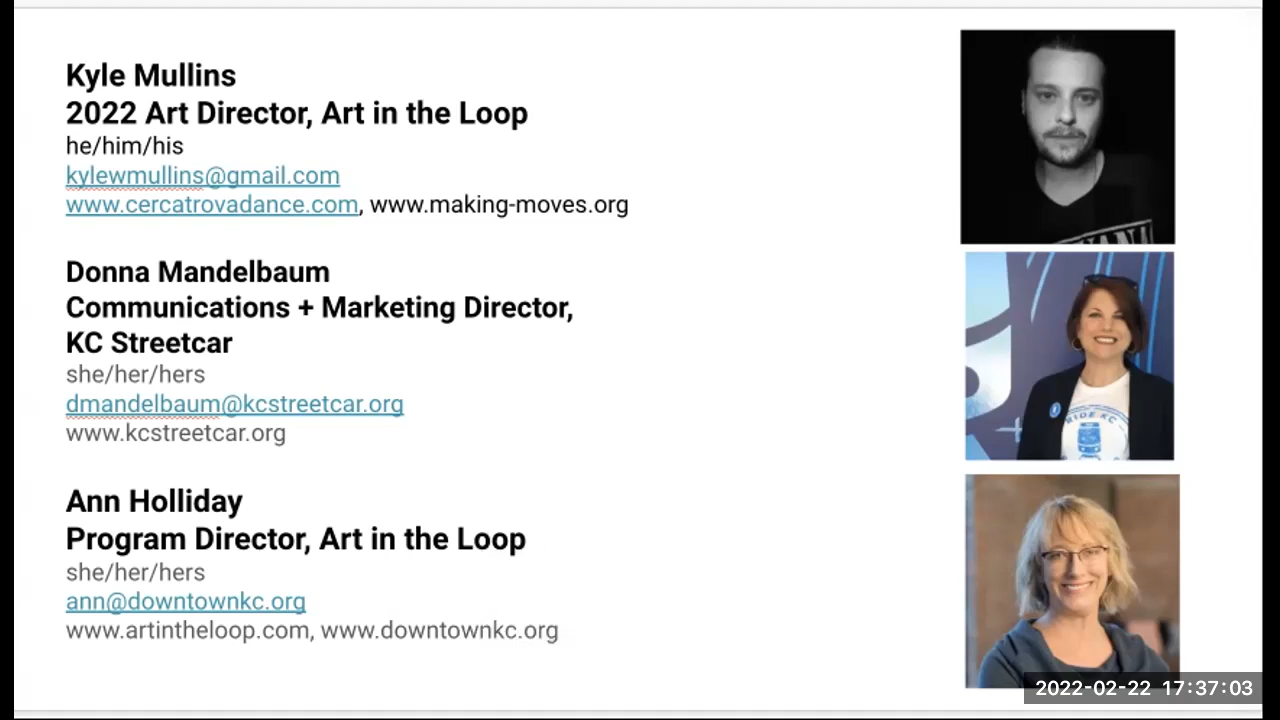 Kyle Mullins
2022 Art Director, Art in the Loop
he/him/his
kylewmullins@gmail.com
www.cercatrovadance.com, www.making-moves.org
Donna Mandelbaum
Communications + Marketing Director,
KC Streetcar
she/her/hers
dmandelbaum@kcstreetcar.org
www.kcstreetcar.org
RIDE KC
Ann Holliday
Program Director, Art in the Loop
she/her/hers
ann@downtownkc.org
www.artintheloop.com, www.downtownkc.org
2022-02-22 17:37:03